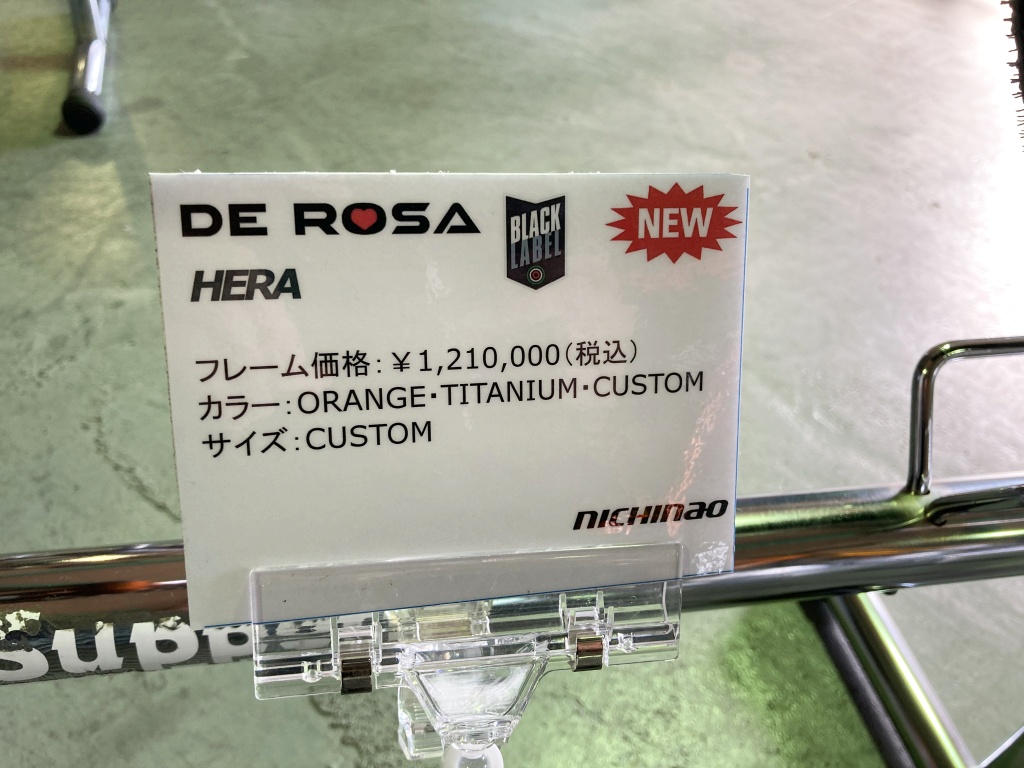 DE ROSA
BLACK
LABEL
NEW
HERA
フレーム価格：￥1,210,000（税込）
カラー：ORANGE・TITANIUM・CUSTOM
サイズ：CUSTOM
nichinao